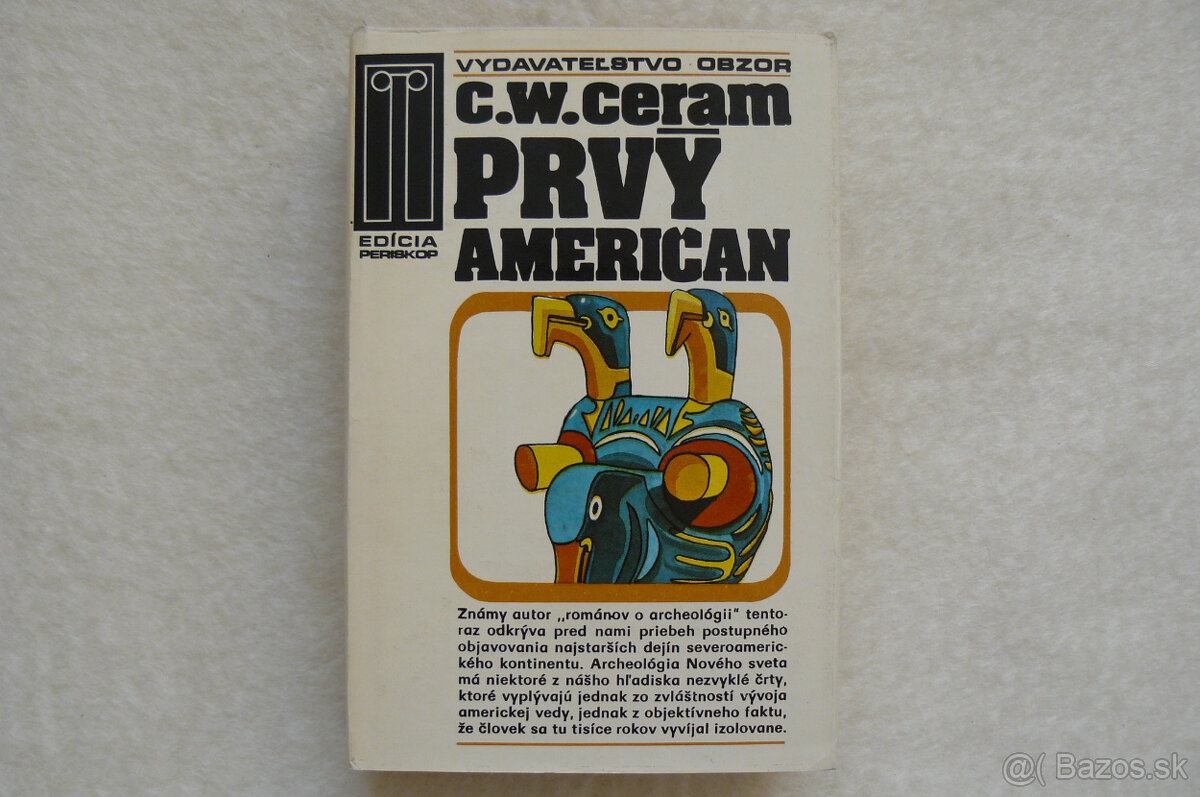 VYDAVATEĽSTVO OBZOR
c.w.ceram
PRVÝ
AMERIČAN
EDÍCIA
PERISKOP
Známy autor „románov o archeológii" tento-
raz odkrýva pred nami priebeh postupného
objavovania najstarších dejín severoameric-
kého kontinentu. Archeológia Nového sveta
má niektoré z nášho hľadiska nezvyklé črty,
ktoré vyplývajú jednak zo zvláštností vývoja
americkej vedy, jednak z objektívneho faktu,
že človek sa tu tisíce rokov vyvíjal izolovane.
@( Bazos.sk